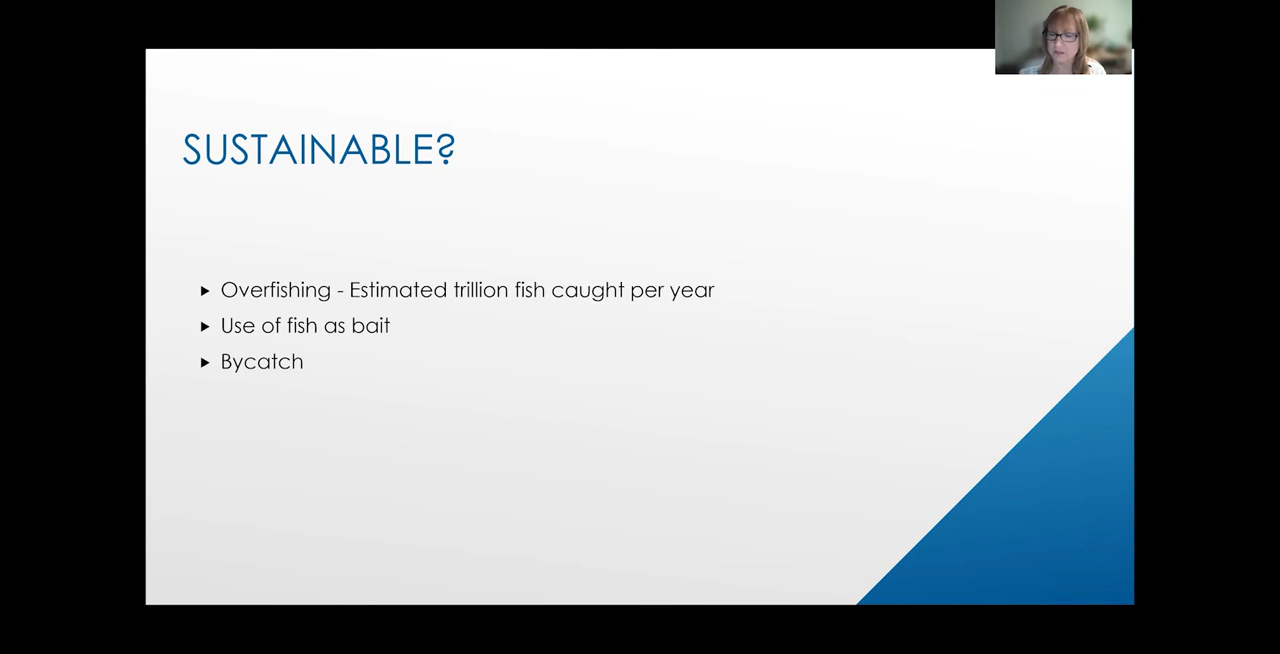 SUSTAINABLE?
Overfishing - Estimated trillion fish caught per year
Use of fish as bait
Bycatch